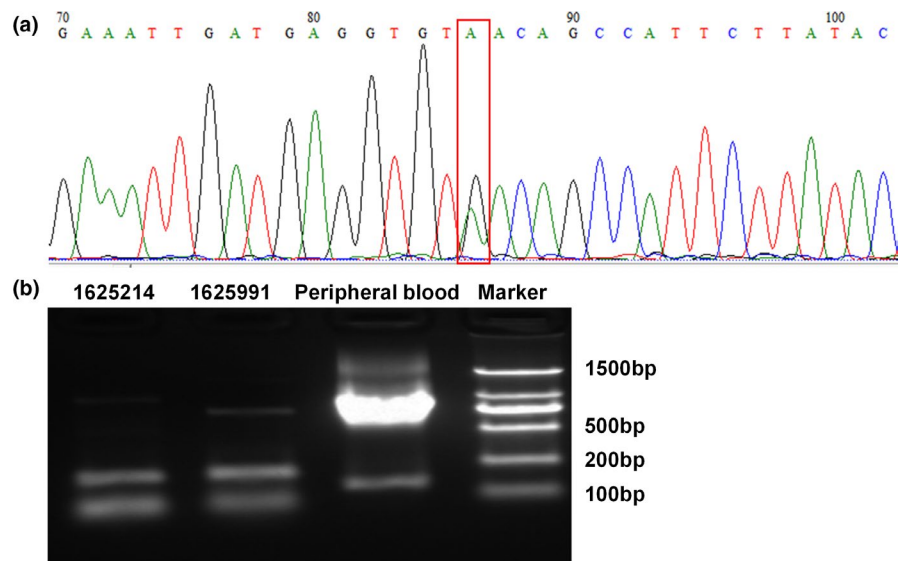 (a)
70 80 90 100
G A A A T T G A T G A G G T G T A A C A G C C A T T C T T A T A C
(b)
1625214 1625991 Peripheral blood Marker
1500bp
500bp
200bp
100bp